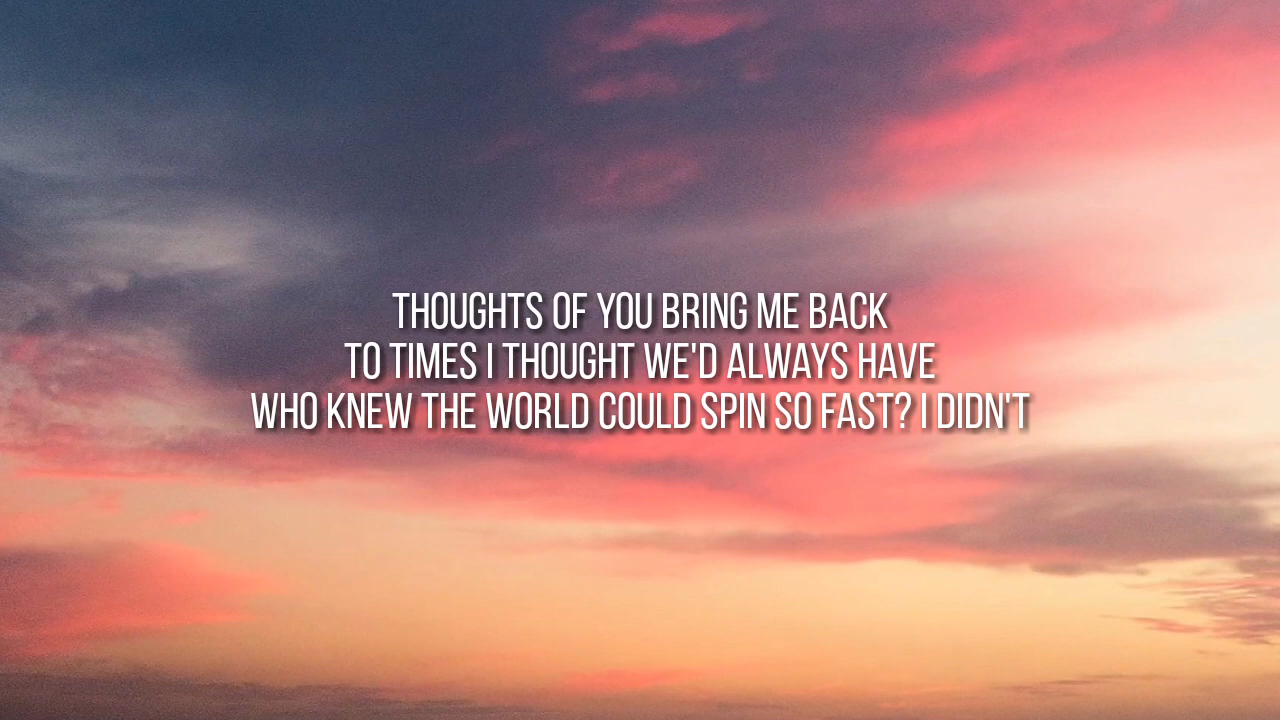 THOUGHTS OF YOU BRING ME BACK
TO TIMES I THOUGHT WE'D ALWAYS HAVE
WHO KNEW THE WORLD COULD SPIN SO FAST? I DIDN'T